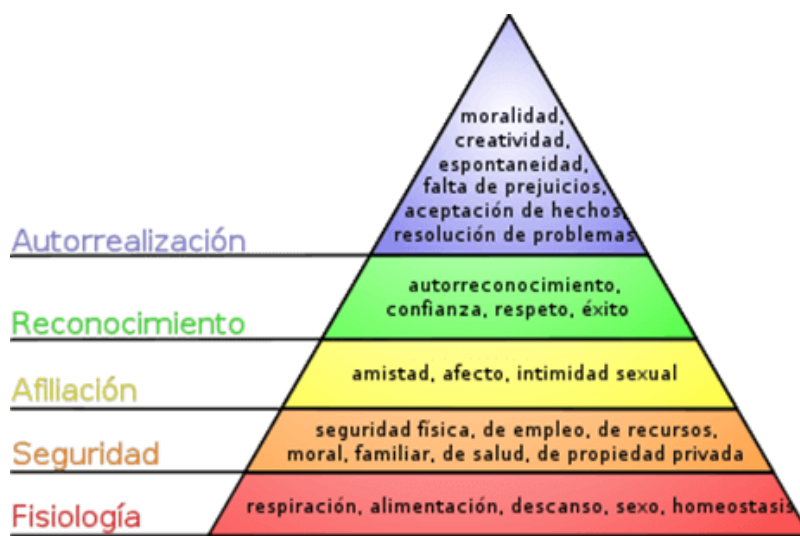 moralidad,
creatividad,
espontaneidad,
falta de prejuicios,
aceptación de hechos,
resolución de problemas
Autorrealización
autorreconocimiento,
confianza, respeto, éxito
Reconocimiento
amistad, afecto, intimidad sexual
Afiliación
seguridad física, de empleo, de recursos,
moral, familiar, de salud, de propiedad privada
Seguridad
respiración, alimentación, descanso, sexo, homeostasis
Fisiología